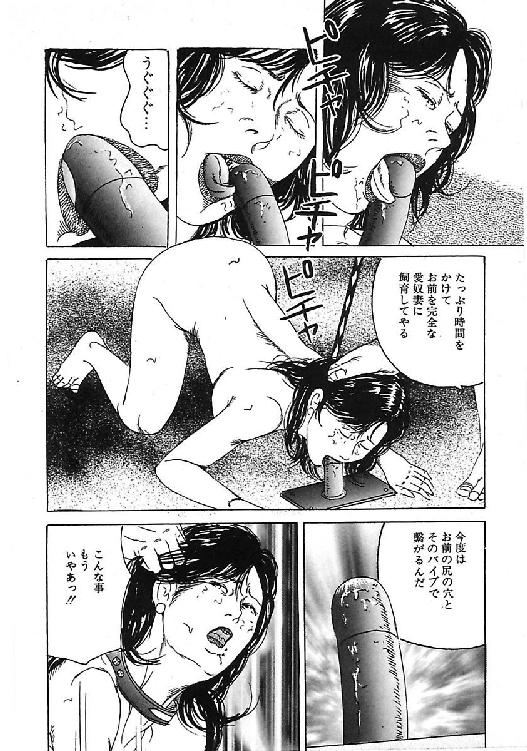 ピチャ
ピチャ
ピチャ
うぐぐぐ…
たっぷり時間を
かけて
お前を完全な
愛奴妻に
飼育してやる
今度は
お前の尻の穴と
そのバイブで
繋がるんだ
こんな事
もう
いやあっ!!